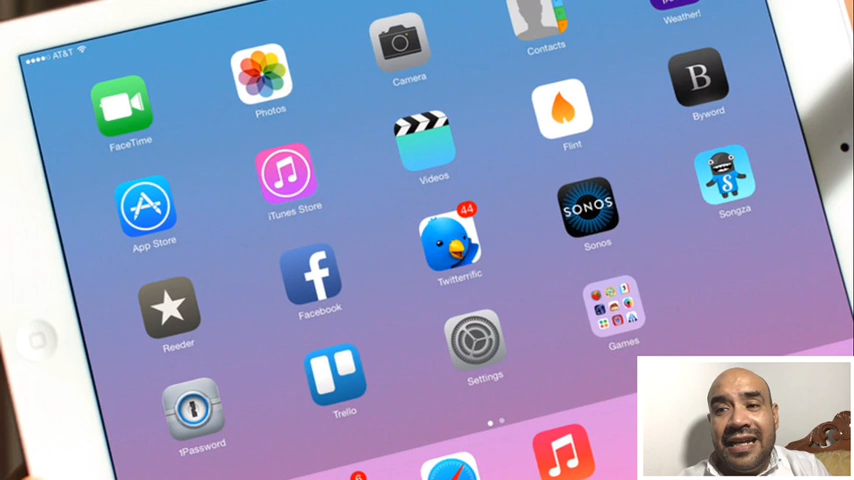 AT&T
FaceTime
Photos
Camera
Contacts
Weather!
App Store
iTunes Store
Videos
Flint
B
Byword
Reeder
f
Facebook
44
Twitterrific
SONOS
Sonos
S
Songza
1Password
Trello
Settings
Games
6